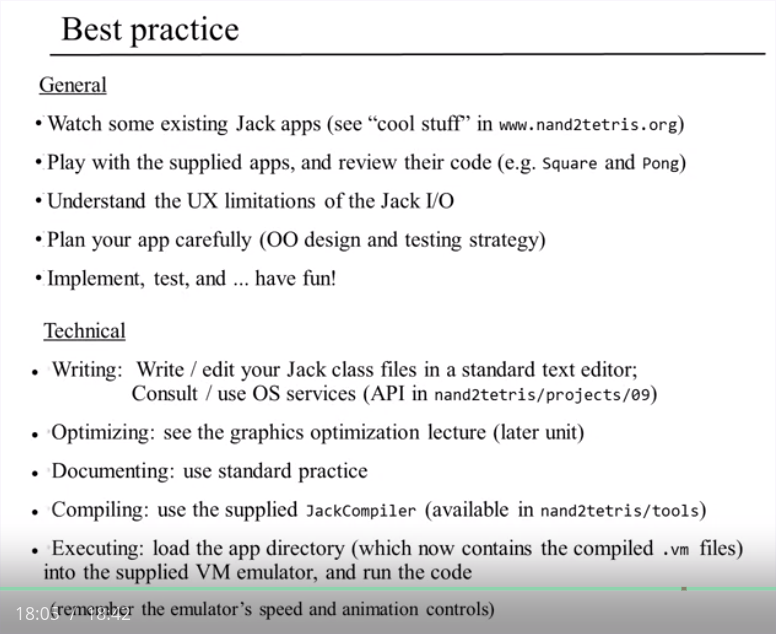 Best practice
General
• Watch some existing Jack apps (see “cool stuff” in www.nand2tetris.org)
• Play with the supplied apps, and review their code (e.g. Square and Pong)
• Understand the UX limitations of the Jack I/O
• Plan your app carefully (OO design and testing strategy)
• Implement, test, and ... have fun!
Technical
• Writing: Write / edit your Jack class files in a standard text editor;
Consult / use OS services (API in nand2tetris/projects/09)
• Optimizing: see the graphics optimization lecture (later unit)
• Documenting: use standard practice
• Compiling: use the supplied JackCompiler (available in nand2tetris/tools)
• Executing: load the app directory (which now contains the compiled .vm files)
into the supplied VM emulator, and run the code
(remember the emulator’s speed and animation controls)
/ 18:42